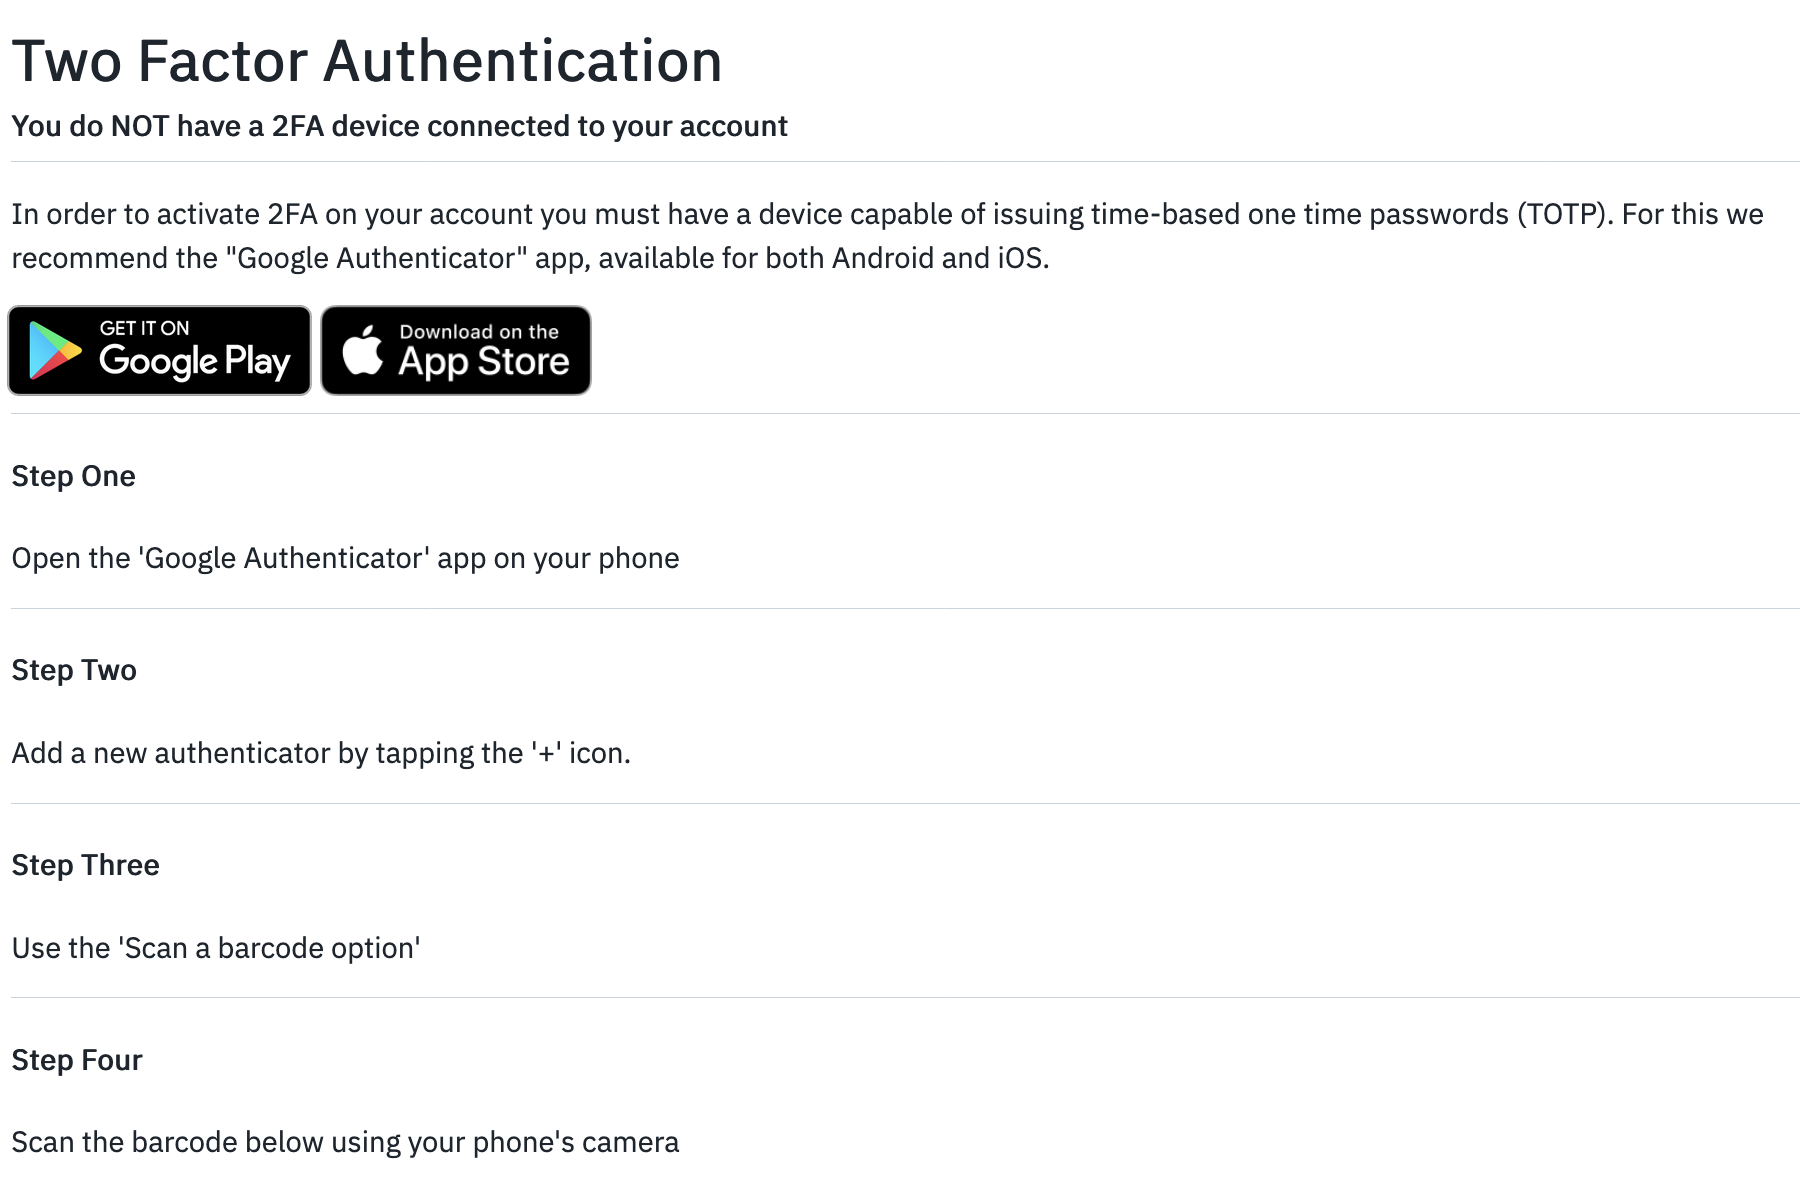 Two Factor Authentication
You do NOT have a 2FA device connected to your account
In order to activate 2FA on your account you must have a device capable of issuing time-based one time passwords (TOTP). For this we
recommend the "Google Authenticator" app, available for both Android and iOS.
GET IT ON
Google Play
Download on the
App Store
Step One
Open the 'Google Authenticator' app on your phone
Step Two
Add a new authenticator by tapping the '+' icon.
Step Three
Use the 'Scan a barcode option'
Step Four
Scan the barcode below using your phone's camera